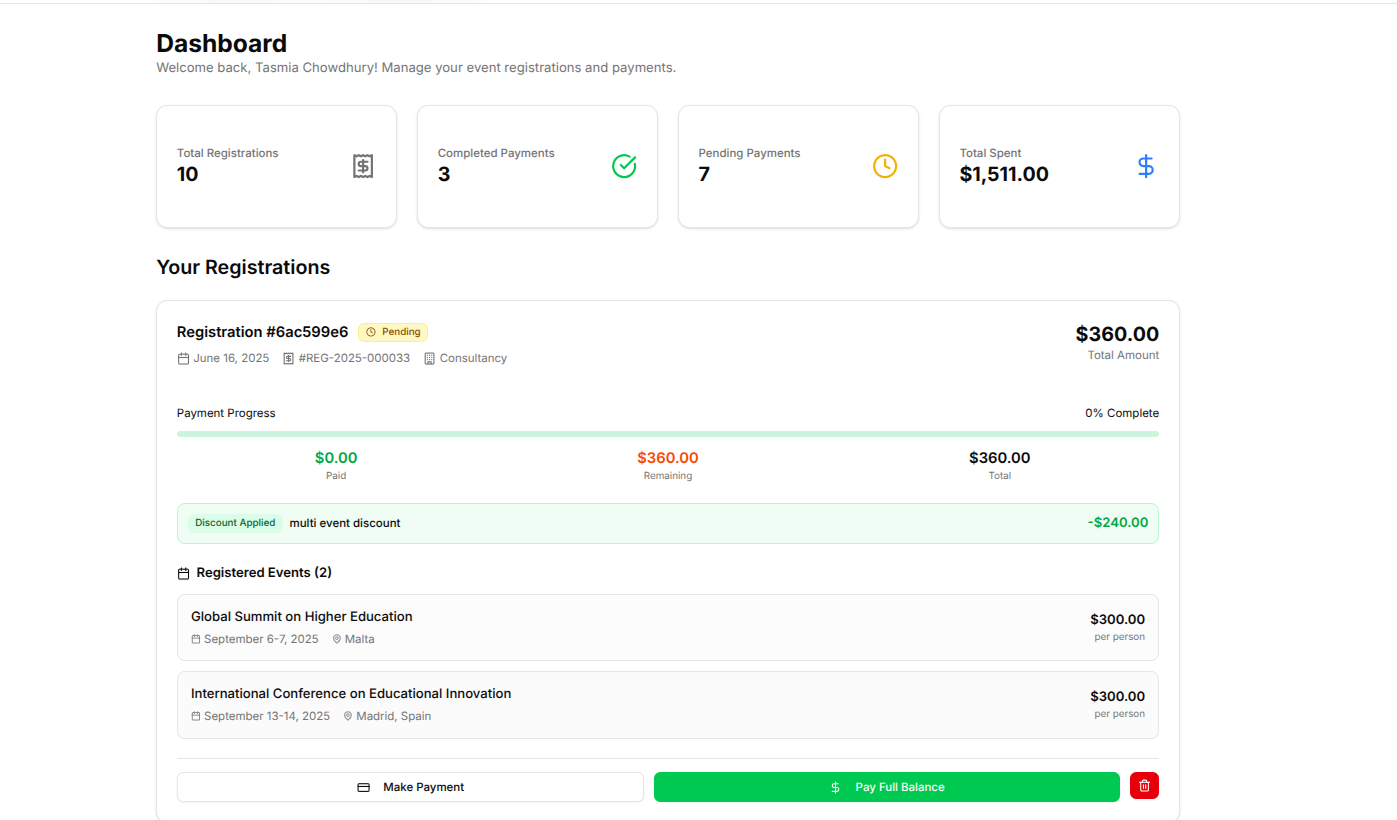 Dashboard
Welcome back, Tasmia Chowdhury! Manage your event registrations and payments.
Total Registrations
10
Completed Payments
3
Pending Payments
7
Total Spent
$1,511.00
Your Registrations
Registration #6ac599e6 Pending
$360.00
June 16, 2025 #REG-2025-000033 Consultancy
Total Amount
Payment Progress 0% Complete
$0.00 $360.00 $360.00
Paid Remaining Total
Discount Applied multi event discount -$240.00
Registered Events (2)
Global Summit on Higher Education $300.00
September 6-7, 2025 Malta per person
International Conference on Educational Innovation $300.00
September 13-14, 2025 Madrid, Spain per person
Make Payment $ Pay Full Balance